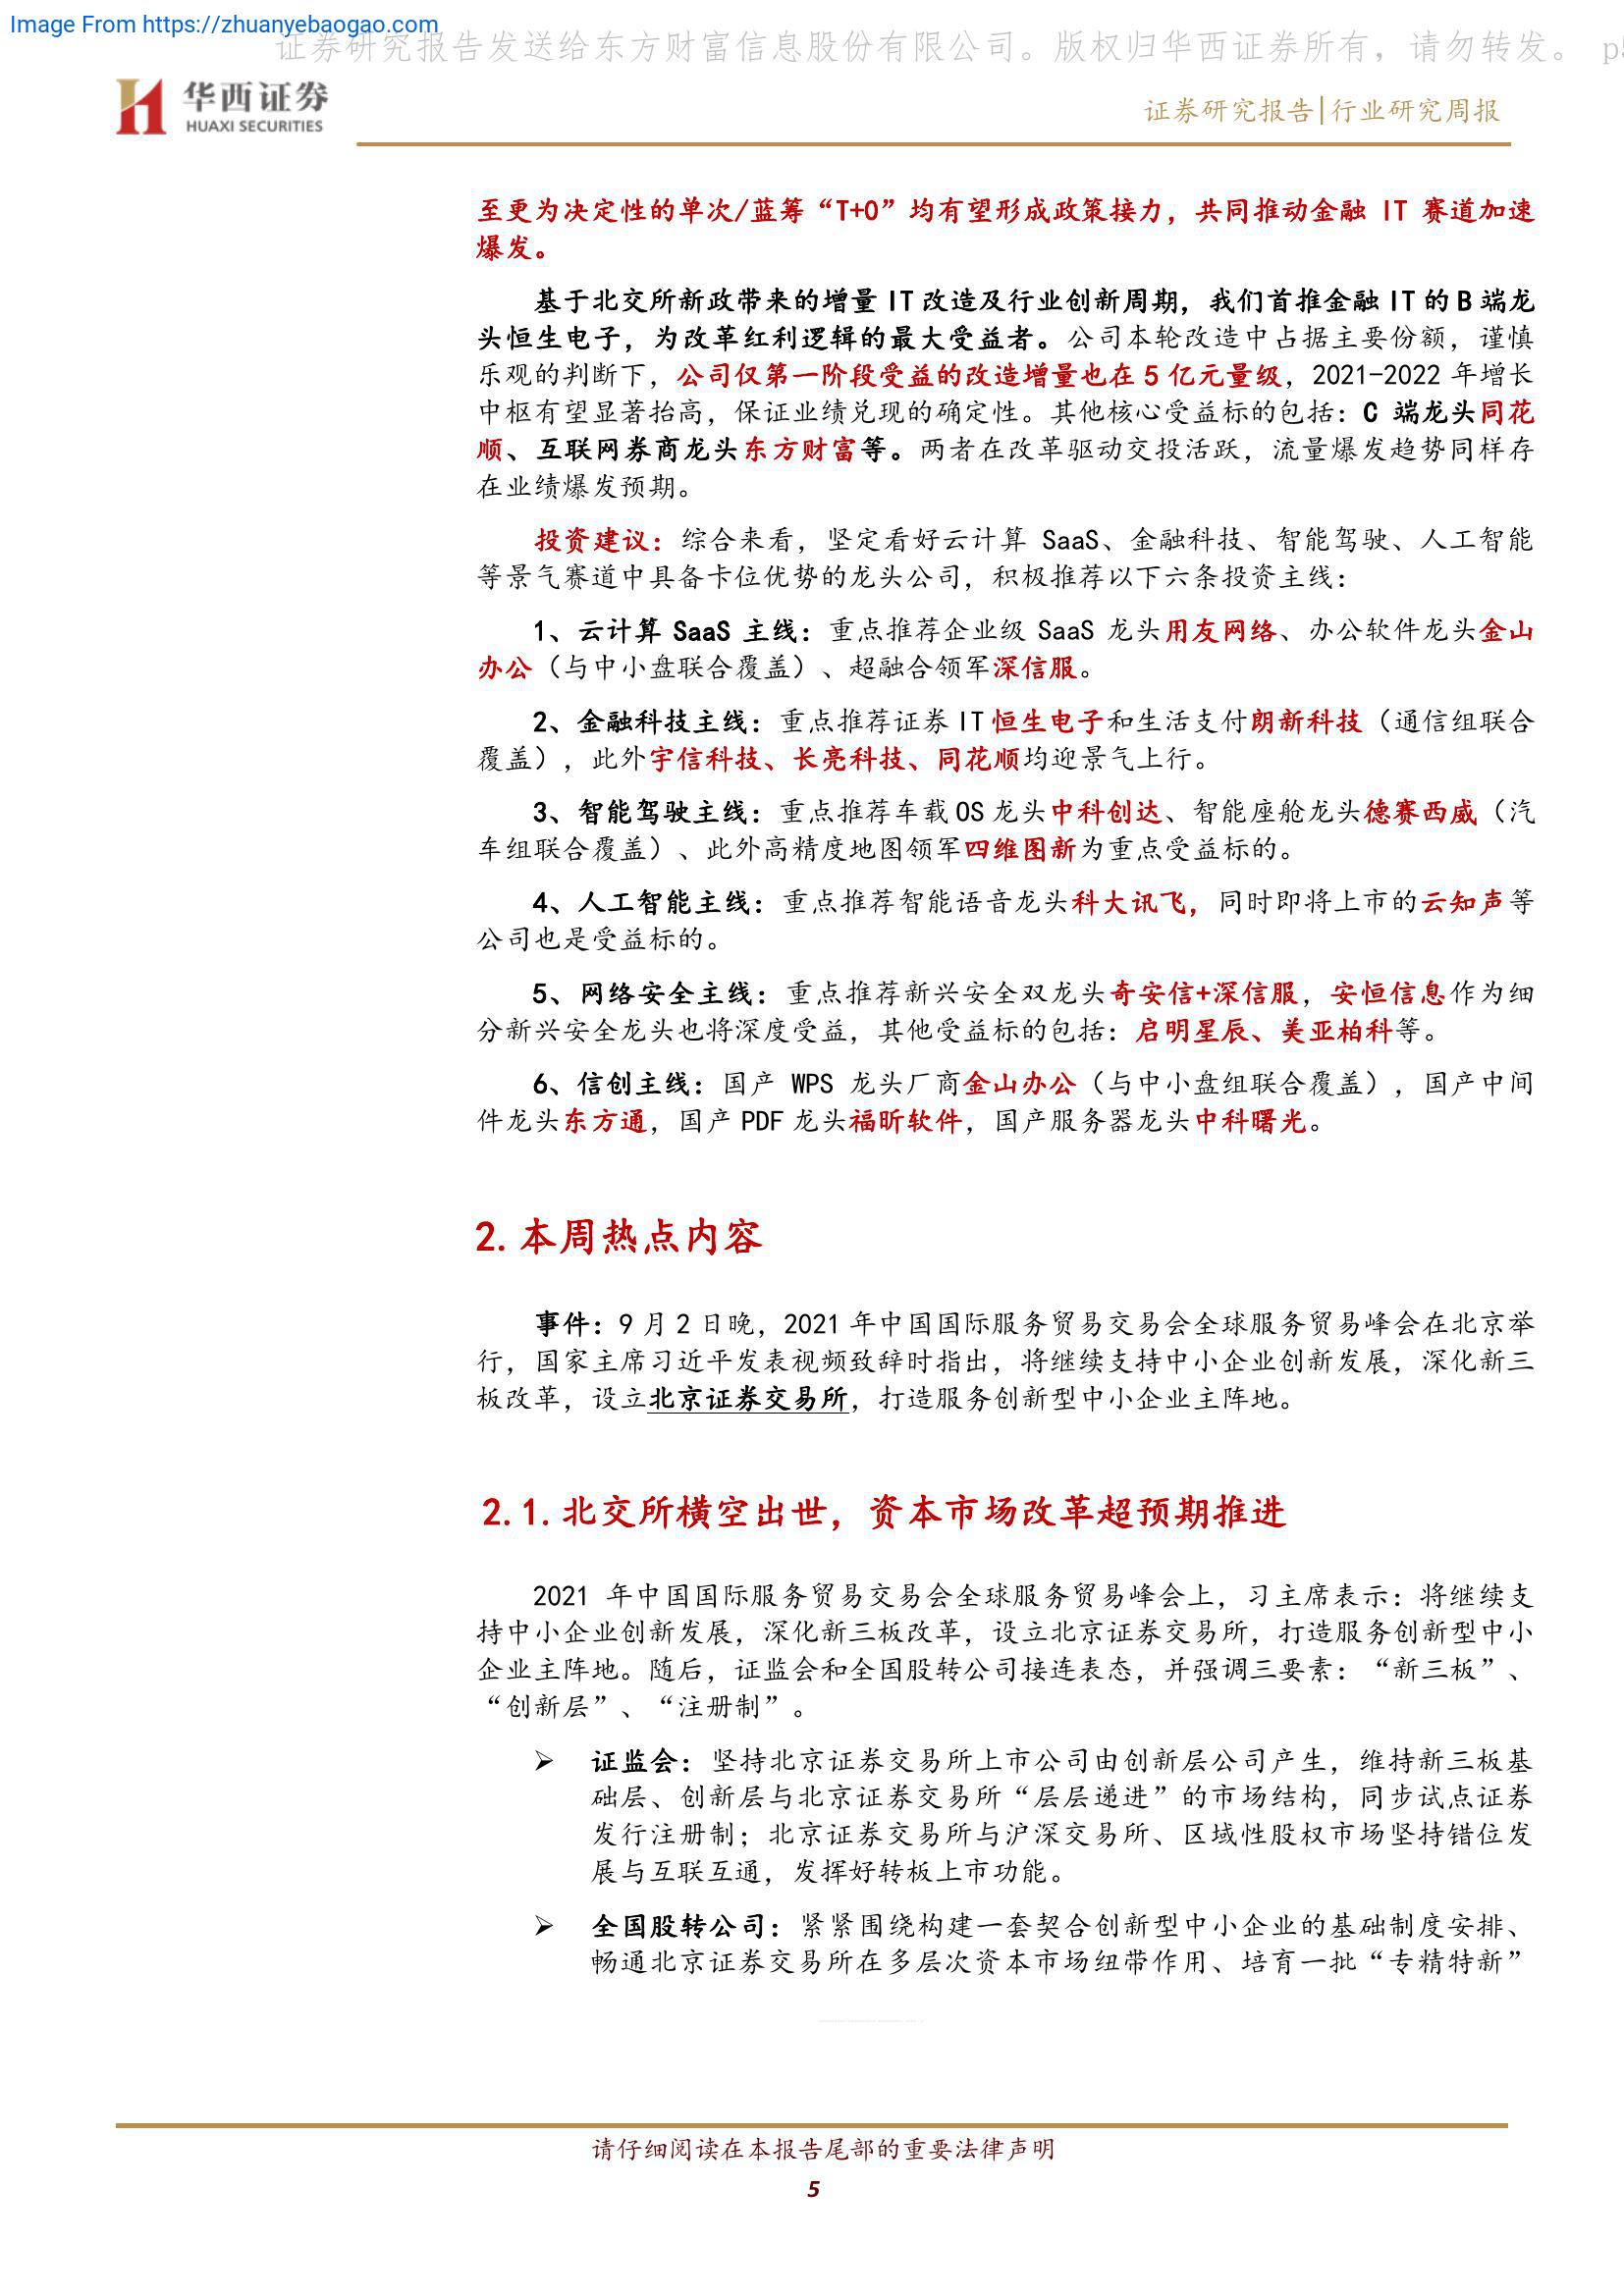 Image From https://zhuanyebaogao.com
证券研究报告发送给东方财富信息股份有限公司。版权归华西证券所有，请勿转发。 p5
华西证券
HUAXI SECURITIES
证券研究报告|行业研究周报
至更为决定性的单次/蓝筹“T+0”均有望形成政策接力，共同推动金融 IT 赛道加速
爆发。
基于北交所新政带来的增量 IT 改造及行业创新周期，我们首推金融 IT 的 B 端龙
头恒生电子，为改革红利逻辑的最大受益者。公司本轮改造中占据主要份额，谨慎
乐观的判断下，公司仅第一阶段受益的改造增量也在 5 亿元量级，2021-2022 年增长
中枢有望显著抬高，保证业绩兑现的确定性。其他核心受益标的包括：C 端龙头同花
顺、互联网券商龙头东方财富等。两者在改革驱动交投活跃，流量爆发趋势同样存
在业绩爆发预期。
投资建议：综合来看，坚定看好云计算 SaaS、金融科技、智能驾驶、人工智能
等景气赛道中具备卡位优势的龙头公司，积极推荐以下六条投资主线：
1、云计算 SaaS 主线：重点推荐企业级 SaaS 龙头用友网络、办公软件龙头金山
办公（与中小盘联合覆盖）、超融合领军深信服。
2、金融科技主线：重点推荐证券 IT 恒生电子和生活支付朗新科技（通信组联合
覆盖），此外宇信科技、长亮科技、同花顺均迎景气上行。
3、智能驾驶主线：重点推荐车载 OS 龙头中科创达、智能座舱龙头德赛西威（汽
车组联合覆盖）、此外高精度地图领军四维图新为重点受益标的。
4、人工智能主线：重点推荐智能语音龙头科大讯飞，同时即将上市的云知声等
公司也是受益标的。
5、网络安全主线：重点推荐新兴安全双龙头奇安信+深信服，安恒信息作为细
分新兴安全龙头也将深度受益，其他受益标的包括：启明星辰、美亚柏科等。
6、信创主线：国产 WPS 龙头厂商金山办公（与中小盘组联合覆盖），国产中间
件龙头东方通，国产 PDF 龙头福昕软件，国产服务器龙头中科曙光。
2. 本周热点内容
事件：9 月 2 日晚，2021 年中国国际服务贸易交易会全球服务贸易峰会在北京举
行，国家主席习近平发表视频致辞时指出，将继续支持中小企业创新发展，深化新三
板改革，设立北京证券交易所，打造服务创新型中小企业主阵地。
2.1. 北交所横空出世，资本市场改革超预期推进
2021 年中国国际服务贸易交易会全球服务贸易峰会上，习主席表示：将继续支
持中小企业创新发展，深化新三板改革，设立北京证券交易所，打造服务创新型中小
企业主阵地。随后，证监会和全国股转公司接连表态，并强调三要素：“新三板”、
“创新层”、“注册制”。
➢ 证监会：坚持北京证券交易所上市公司由创新层公司产生，维持新三板基
础层、创新层与北京证券交易所“层层递进”的市场结构，同步试点证券
发行注册制；北京证券交易所与沪深交易所、区域性股权市场坚持错位发
展与互联互通，发挥好转板上市功能。
➢ 全国股转公司：紧紧围绕构建一套契合创新型中小企业的基础制度安排、
畅通北京证券交易所在多层次资本市场纽带作用、培育一批“专精特新”
请仔细阅读在本报告尾部的重要法律声明
5